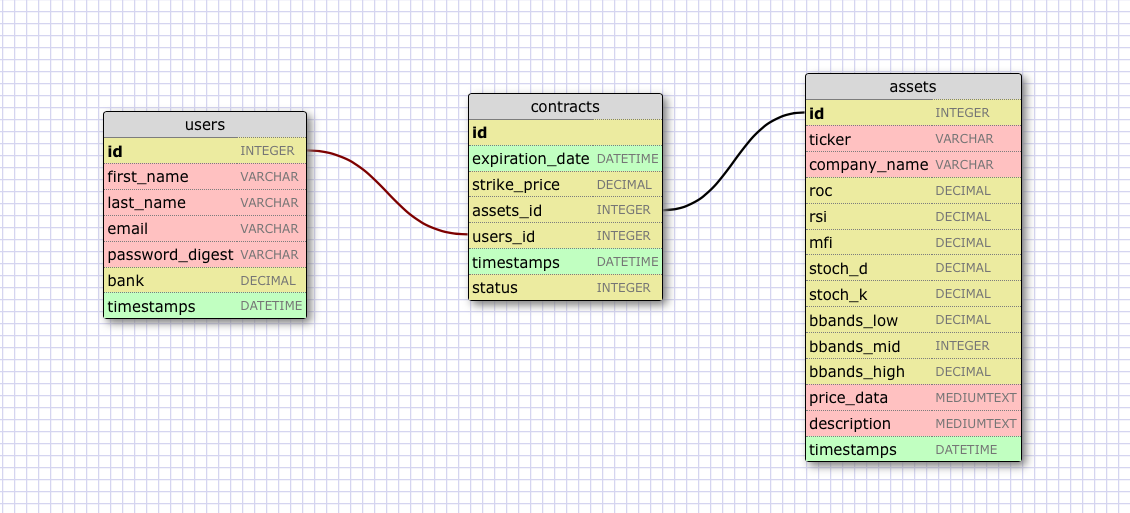 users
id INTEGER
first_name VARCHAR
last_name VARCHAR
email VARCHAR
password_digest VARCHAR
bank DECIMAL
timestamps DATETIME
contracts
id
expiration_date DATETIME
strike_price DECIMAL
assets_id INTEGER
users_id INTEGER
timestamps DATETIME
status INTEGER
assets
id INTEGER
ticker VARCHAR
company_name VARCHAR
roc DECIMAL
rsi DECIMAL
mfi DECIMAL
stoch_d DECIMAL
stoch_k DECIMAL
bbands_low DECIMAL
bbands_mid INTEGER
bbands_high DECIMAL
price_data MEDIUMTEXT
description MEDIUMTEXT
timestamps DATETIME